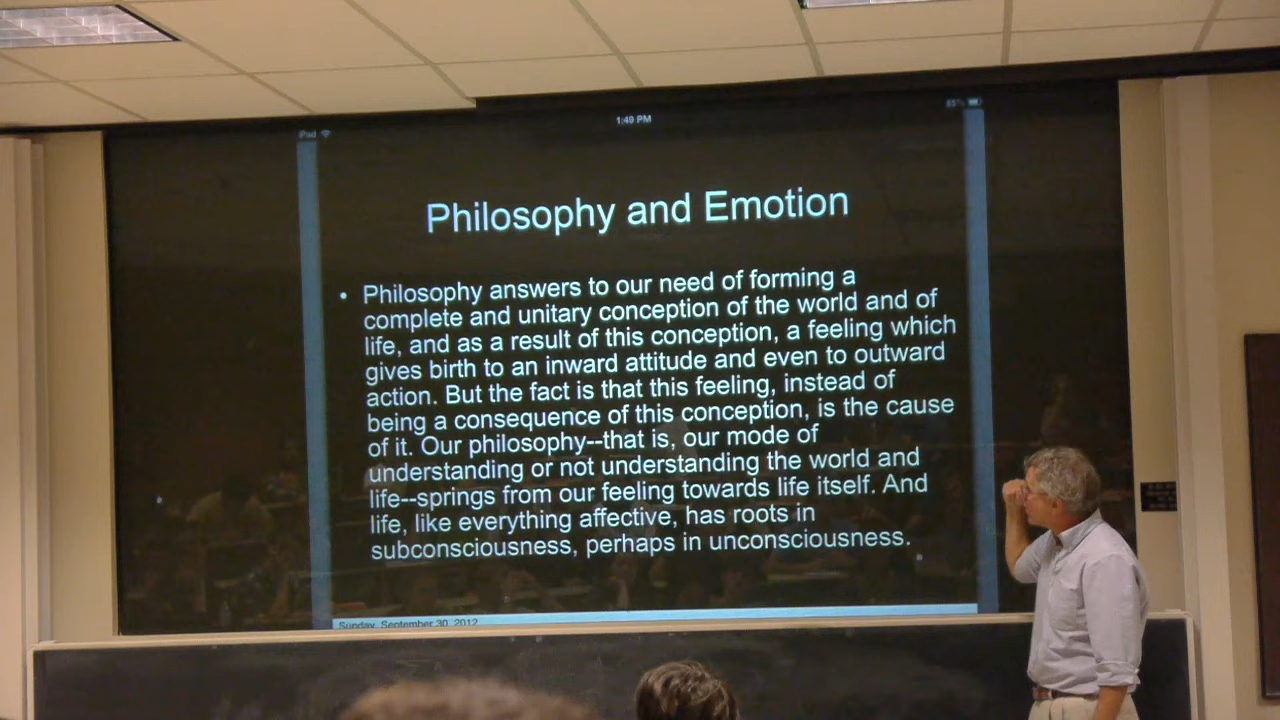 iPad
1:49 PM
Philosophy and Emotion
• Philosophy answers to our need of forming a
complete and unitary conception of the world and of
life, and as a result of this conception, a feeling which
gives birth to an inward attitude and even to outward
action. But the fact is that this feeling, instead of
being a consequence of this conception, is the cause
of it. Our philosophy--that is, our mode of
understanding or not understanding the world and
life--springs from our feeling towards life itself. And
life, like everything affective, has roots in
subconsciousness, perhaps in unconsciousness.
Sunday, September 30, 2012